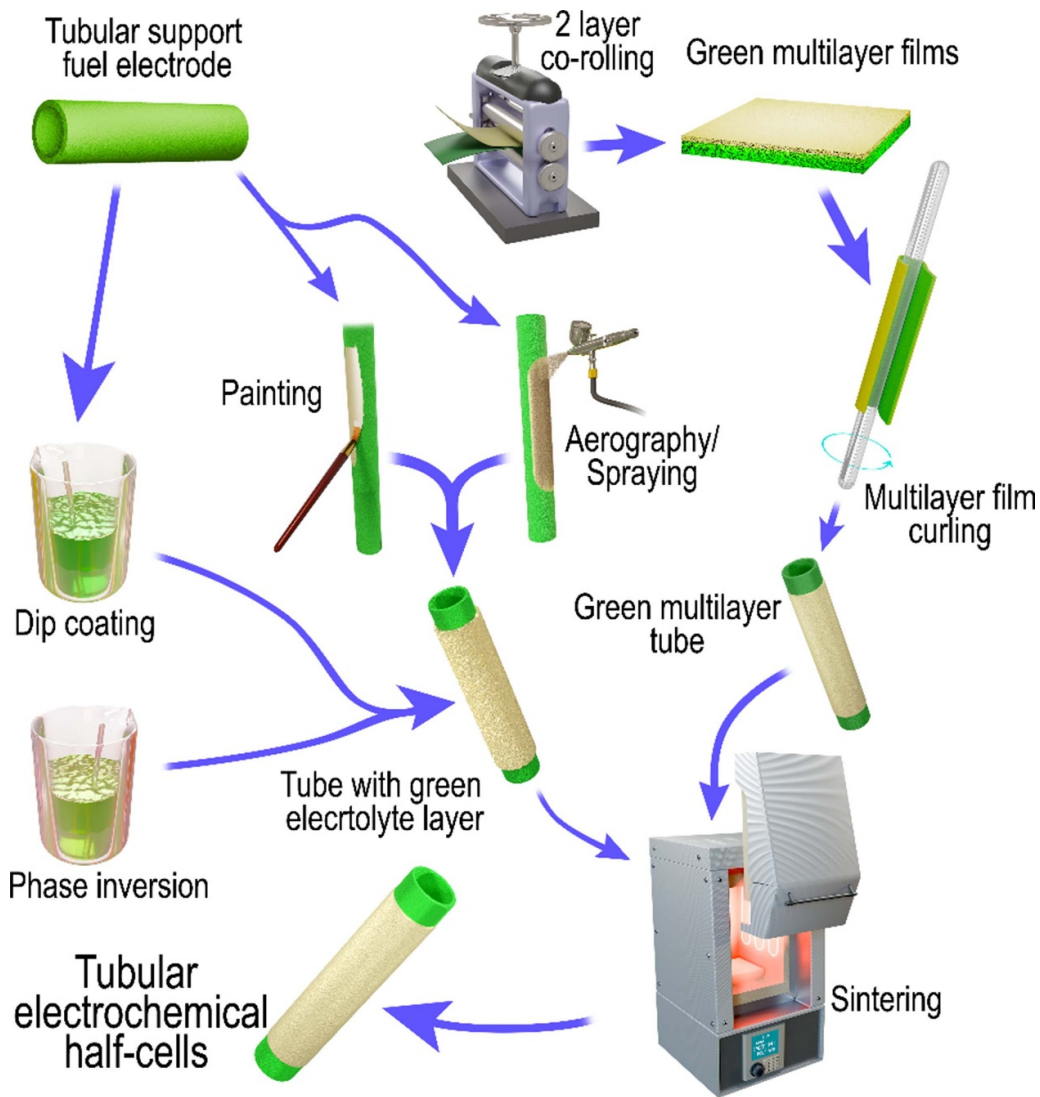 Tubular support
fuel electrode
2 layer
co-rolling
Green multilayer films
Painting
Aerography/
Spraying
Multilayer film
curling
Dip coating
Green multilayer
tube
Tube with green
elecrtolyte layer
Phase inversion
Tubular
electrochemical
half-cells
Sintering